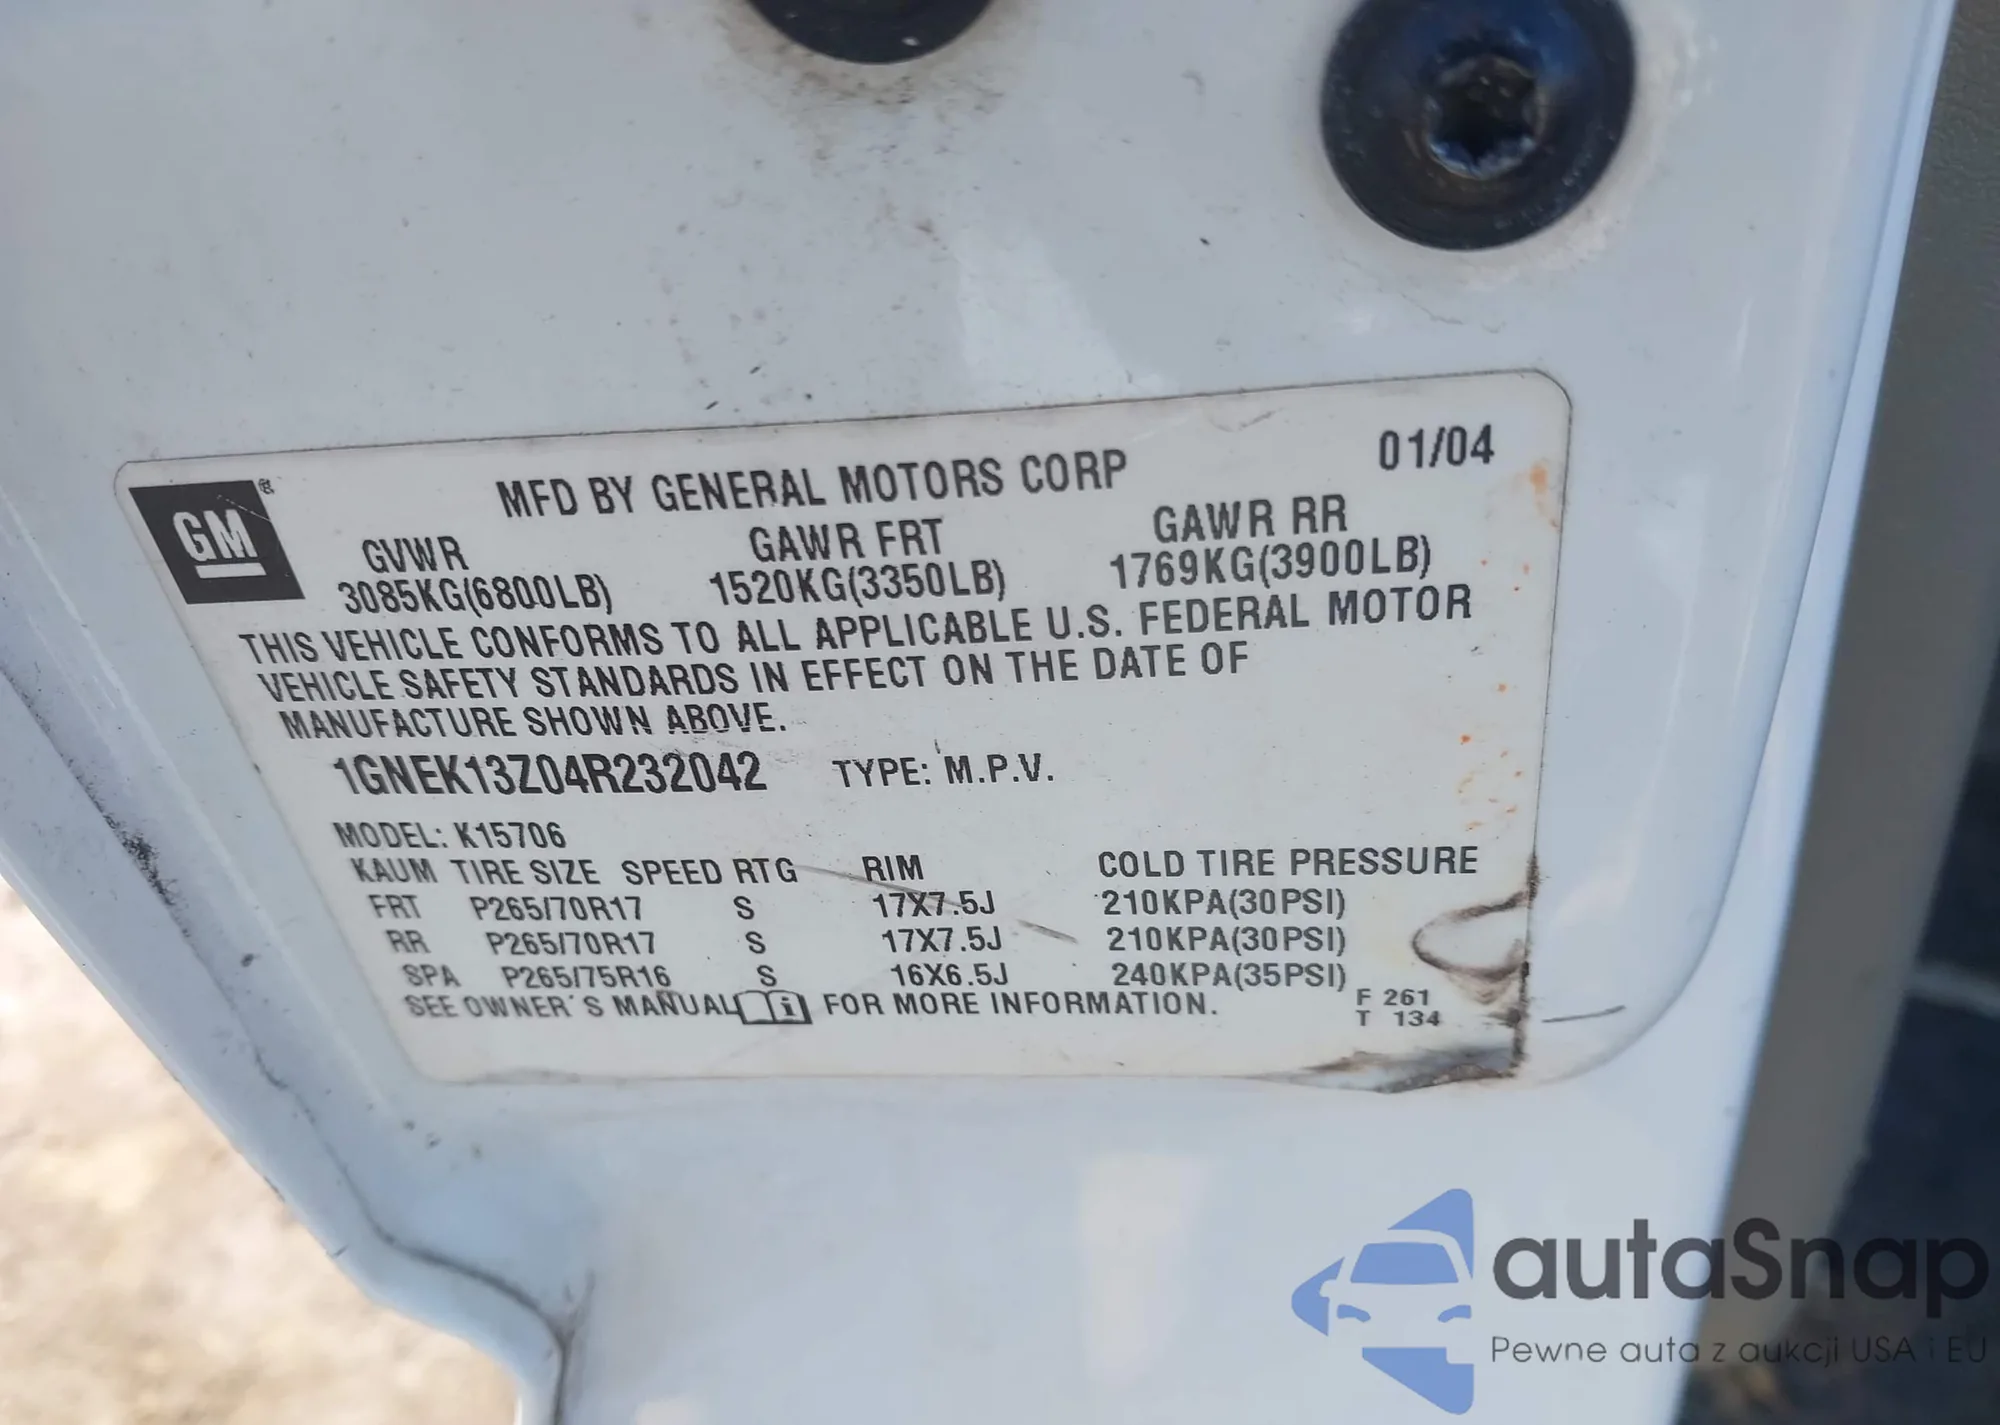 01/04
GM®
MFD BY GENERAL MOTORS CORP
GVWR GAWR FRT GAWR RR
3085KG(6800LB) 1520KG(3350LB) 1769KG(3900LB)
THIS VEHICLE CONFORMS TO ALL APPLICABLE U.S. FEDERAL MOTOR
VEHICLE SAFETY STANDARDS IN EFFECT ON THE DATE OF
MANUFACTURE SHOWN ABOVE.
1GNEK13Z04R232042 TYPE: M.P.V.
MODEL: K15706
KAUM TIRE SIZE SPEED RTG RIM COLD TIRE PRESSURE
FRT P265/70R17 S 17X7.5J 210KPA(30PSI)
RR P265/70R17 S 17X7.5J 210KPA(30PSI)
SPA P265/75R16 S 16X6.5J 240KPA(35PSI)
SEE OWNER'S MANUAL FOR MORE INFORMATION.
F 261
T 134
autaSnap
Pewne auta z aukcji USA i EU